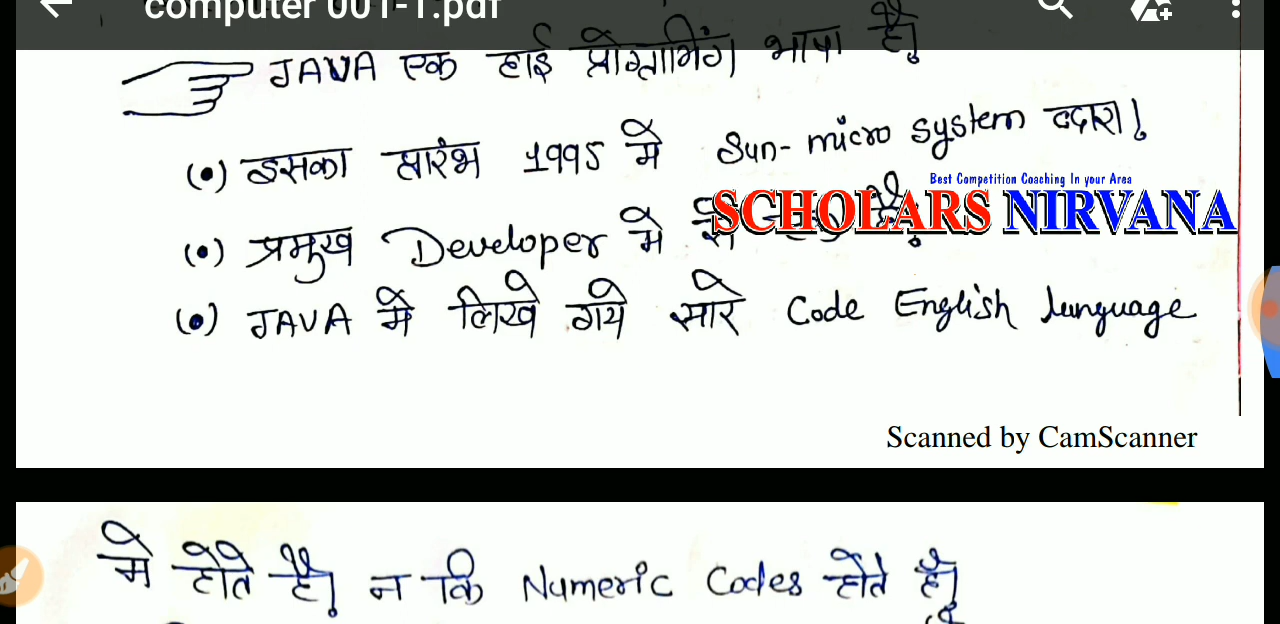 computer 001-1.pdf
JAVA एक हाई प्रोग्रामिंग भाषा है।
(•) इसका प्रारंभ 1995 में Sun-micro system व्दारा।
Best Competition Coaching In your Area
SCHOLARS NIRVANA
(•) प्रमुख Developer मे से
(•) JAVA में लिखे गये सारे Code English language
Scanned by CamScanner
मे होते है। न कि Numeric Codes होते है।